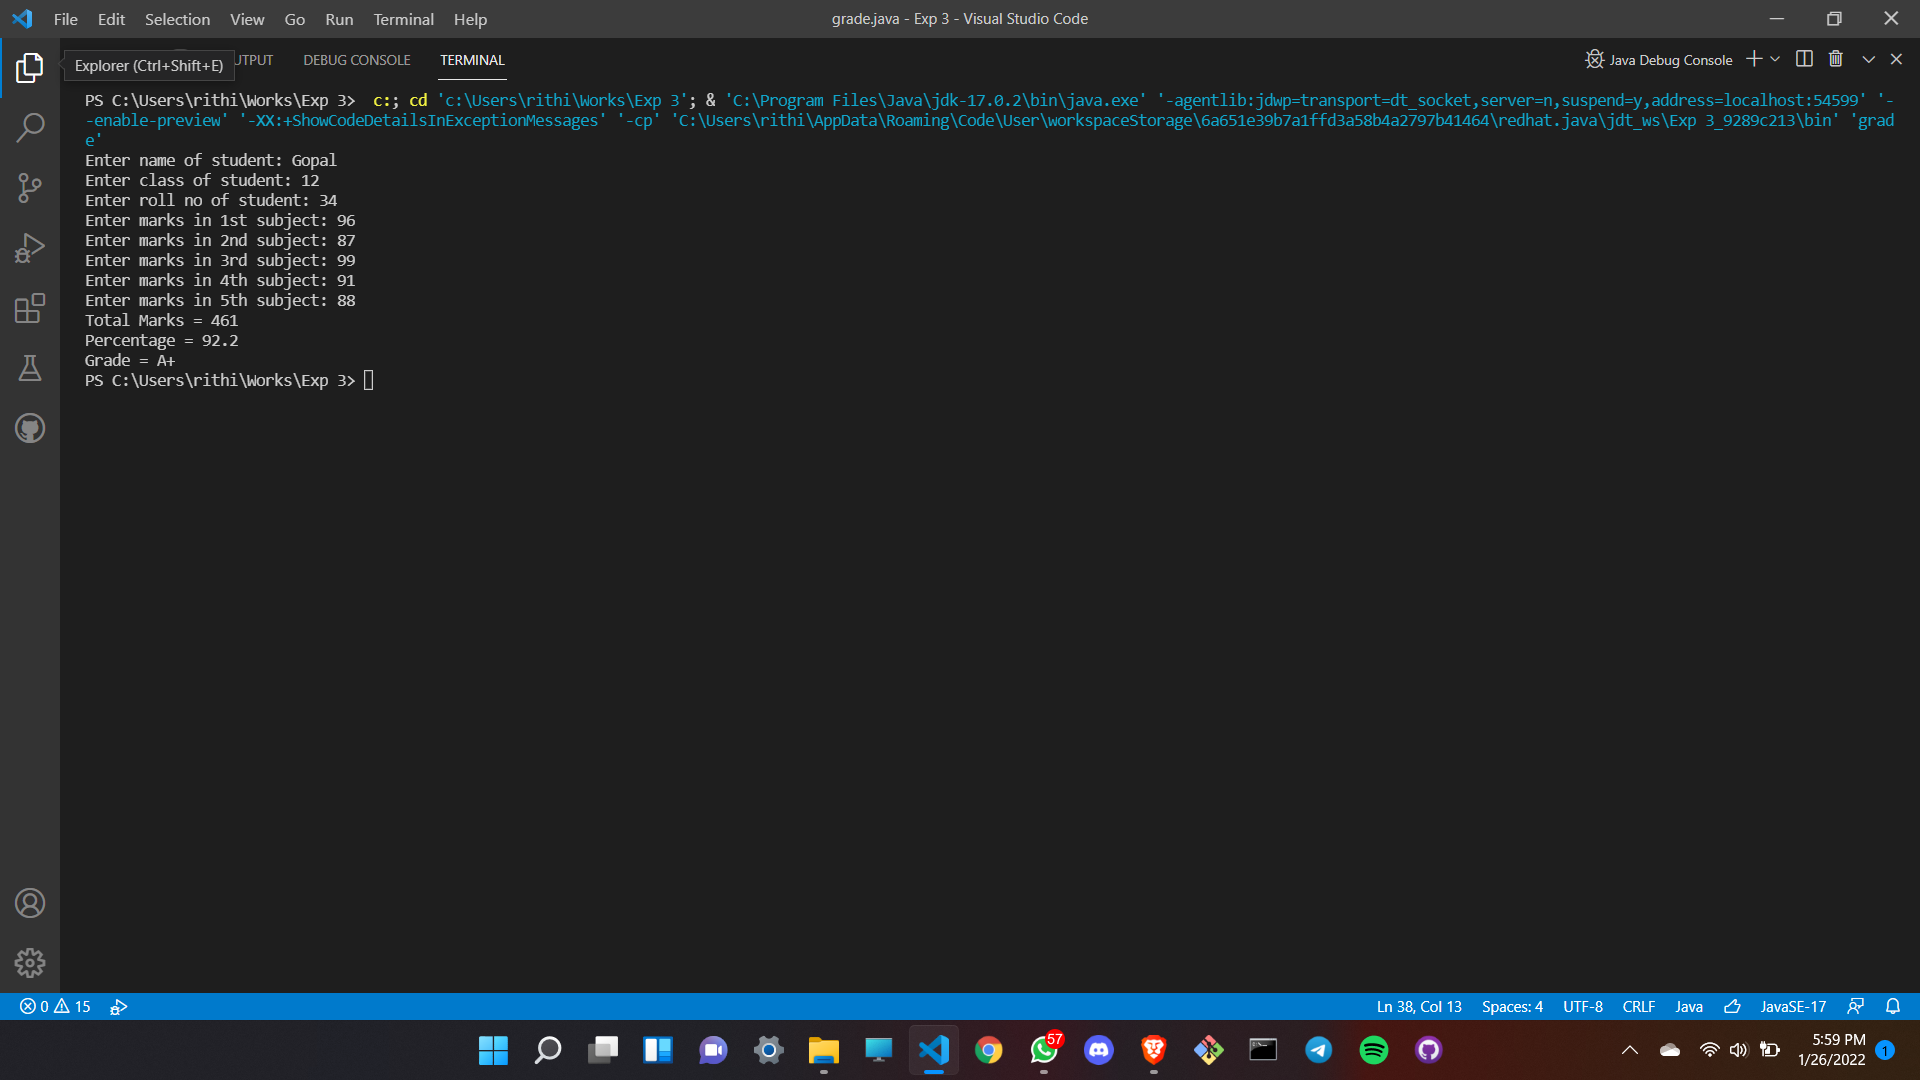 File Edit Selection View Go Run Terminal Help
grade.java - Exp 3 - Visual Studio Code
Explorer (Ctrl+Shift+E)
UTPUT DEBUG CONSOLE TERMINAL
Java Debug Console
PS C:\Users\rithi\Works\Exp 3>  c:; cd 'c:\Users\rithi\Works\Exp 3'; & 'C:\Program Files\Java\jdk-17.0.2\bin\java.exe' '-agentlib:jdwp=transport=dt_socket,server=n,suspend=y,address=localhost:54599' '-
-enable-preview' '-XX:+ShowCodeDetailsInExceptionMessages' '-cp' 'C:\Users\rithi\AppData\Roaming\Code\User\workspaceStorage\6a651e39b7a1ffd3a58b4a2797b41464\redhat.java\jdt_ws\Exp 3_9289c213\bin' 'grad
e'
Enter name of student: Gopal
Enter class of student: 12
Enter roll no of student: 34
Enter marks in 1st subject: 96
Enter marks in 2nd subject: 87
Enter marks in 3rd subject: 99
Enter marks in 4th subject: 91
Enter marks in 5th subject: 88
Total Marks = 461
Percentage = 92.2
Grade = A+
PS C:\Users\rithi\Works\Exp 3>
0 15
Ln 38, Col 13 Spaces: 4 UTF-8 CRLF Java JavaSE-17
57
5:59 PM
1/26/2022
1